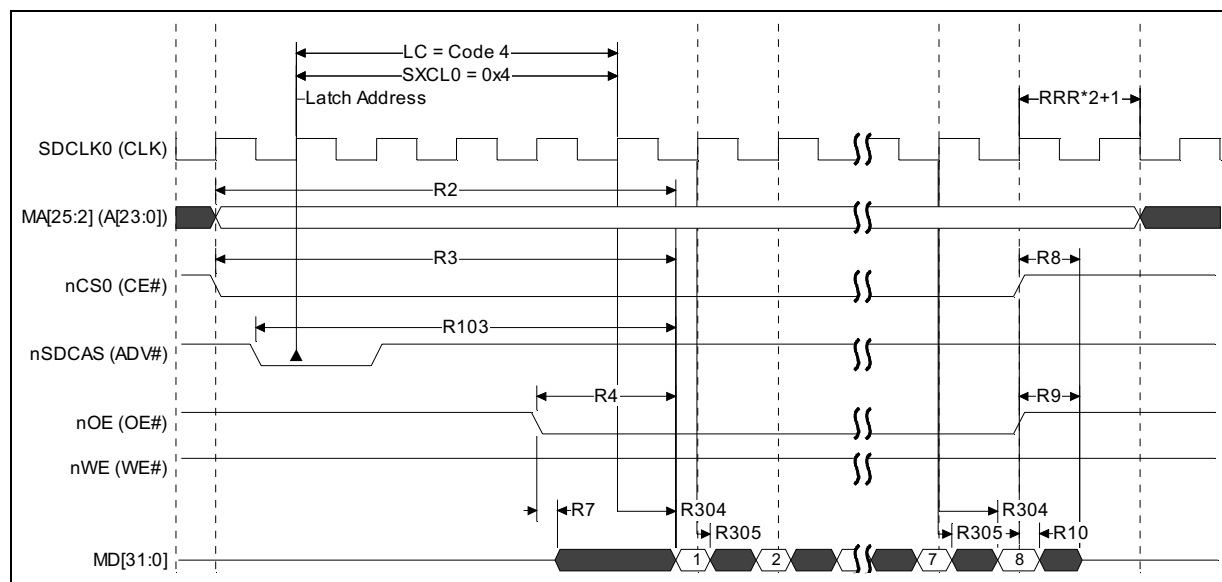 LC = Code 4
SXCL0 = 0x4
Latch Address
RRR*2+1
SDCLK0 (CLK)
R2
MA[25:2] (A[23:0])
R3
R8
nCS0 (CE#)
R103
nSDCAS (ADV#)
R4
R9
nOE (OE#)
nWE (WE#)
R7
R304
R304
R305
R305
R10
MD[31:0]
1
2
7
8